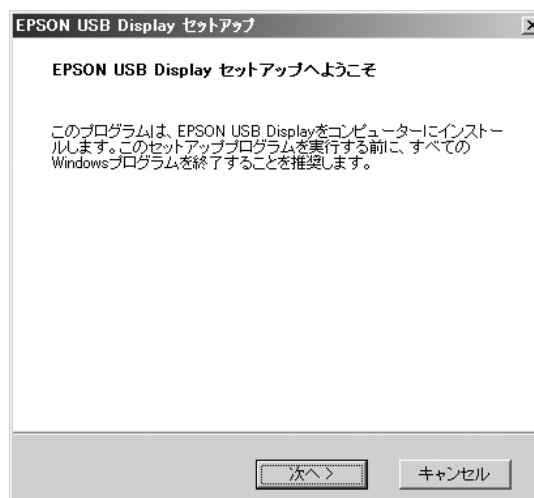 EPSON USB Display セットアップ
EPSON USB Display セットアップへようこそ
このプログラムは、EPSON USB Displayをコンピューターにインストー
ルします。このセットアッププログラムを実行する前に、すべての
Windowsプログラムを終了することを推奨します。
次へ >
キャンセル